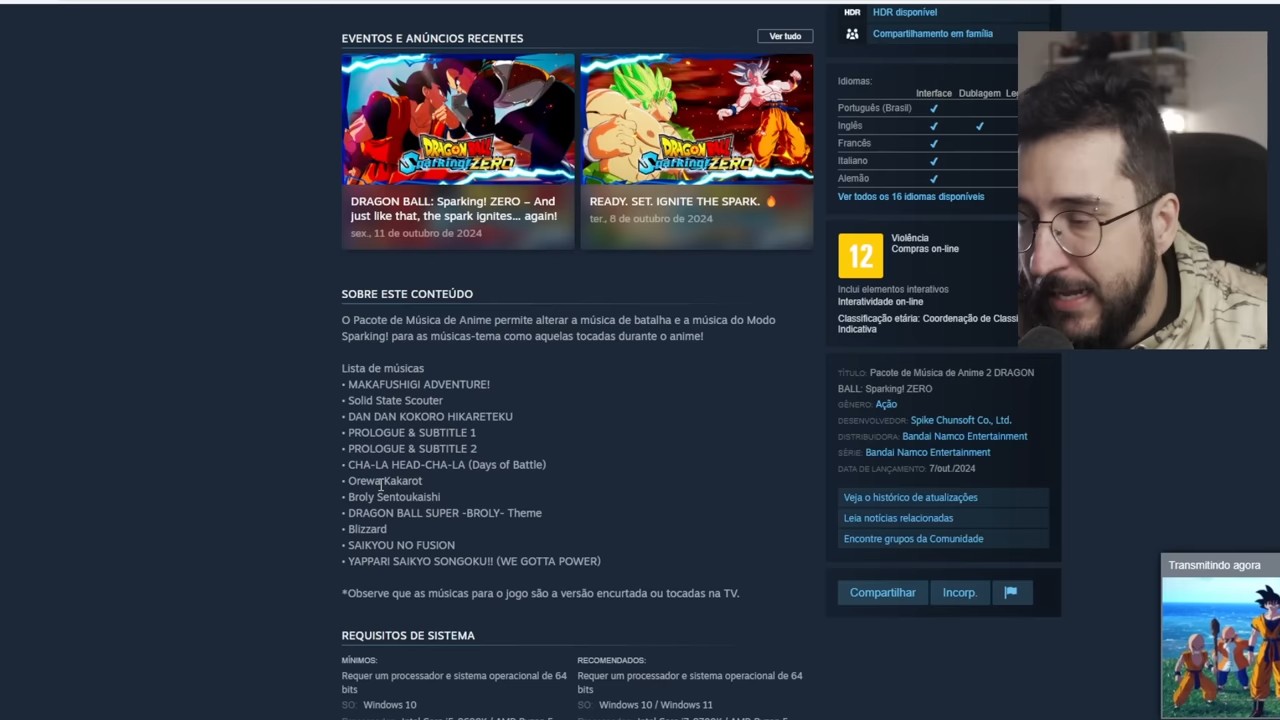 EVENTOS E ANÚNCIOS RECENTES
Ver tudo
DRAGON BALL
Sparking! ZERO
DRAGON BALL: Sparking! ZERO – And
just like that, the spark ignites... again!
sex., 11 de outubro de 2024
DRAGON BALL
Sparking! ZERO
READY. SET. IGNITE THE SPARK. 🔥
ter., 8 de outubro de 2024
SOBRE ESTE CONTEÚDO
O Pacote de Música de Anime permite alterar a música de batalha e a música do Modo
Sparking! para as músicas-tema como aquelas tocadas durante o anime!
Lista de músicas
• MAKAFUSHIGI ADVENTURE!
• Solid State Scouter
• DAN DAN KOKORO HIKARETEKU
• PROLOGUE & SUBTITLE 1
• PROLOGUE & SUBTITLE 2
• CHA-LA HEAD-CHA-LA (Days of Battle)
• Orewa Kakarot
• Broly Sentoukaishi
• DRAGON BALL SUPER -BROLY- Theme
• Blizzard
• SAIKYOU NO FUSION
• YAPPARI SAIKYO SONGOKU!! (WE GOTTA POWER)
*Observe que as músicas para o jogo são a versão encurtada ou tocadas na TV.
REQUISITOS DE SISTEMA
MÍNIMOS:
Requer um processador e sistema operacional de 64
bits
SO: Windows 10
RECOMENDADOS:
Requer um processador e sistema operacional de 64
bits
SO: Windows 10 / Windows 11
HDR HDR disponível
Compartilhamento em família
Idiomas:
Interface Dublagem Leg
Português (Brasil) ✓
Inglês ✓ ✓
Francês ✓
Italiano ✓
Alemão ✓
Ver todos os 16 idiomas disponíveis
12
Violência
Compras on-line
Inclui elementos interativos
Interatividade on-line
Classificação etária: Coordenação de Classi
Indicativa
TÍTULO: Pacote de Música de Anime 2 DRAGON
BALL: Sparking! ZERO
GÊNERO: Ação
DESENVOLVEDOR: Spike Chunsoft Co., Ltd.
DISTRIBUIDORA: Bandai Namco Entertainment
SÉRIE: Bandai Namco Entertainment
DATA DE LANÇAMENTO: 7/out./2024
Veja o histórico de atualizações
Leia notícias relacionadas
Encontre grupos da Comunidade
Compartilhar
Incorp.
Transmitindo agora